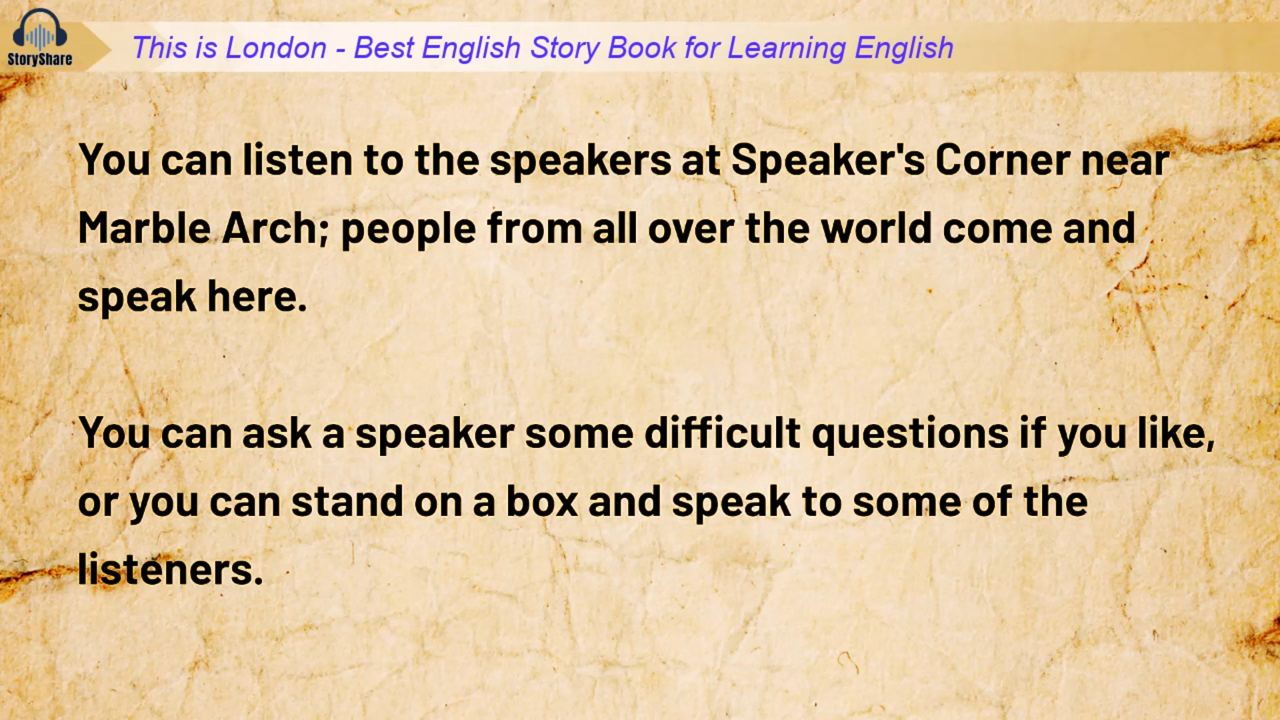 StoryShare
This is London - Best English Story Book for Learning English
You can listen to the speakers at Speaker's Corner near
Marble Arch; people from all over the world come and
speak here.
You can ask a speaker some difficult questions if you like,
or you can stand on a box and speak to some of the
listeners.